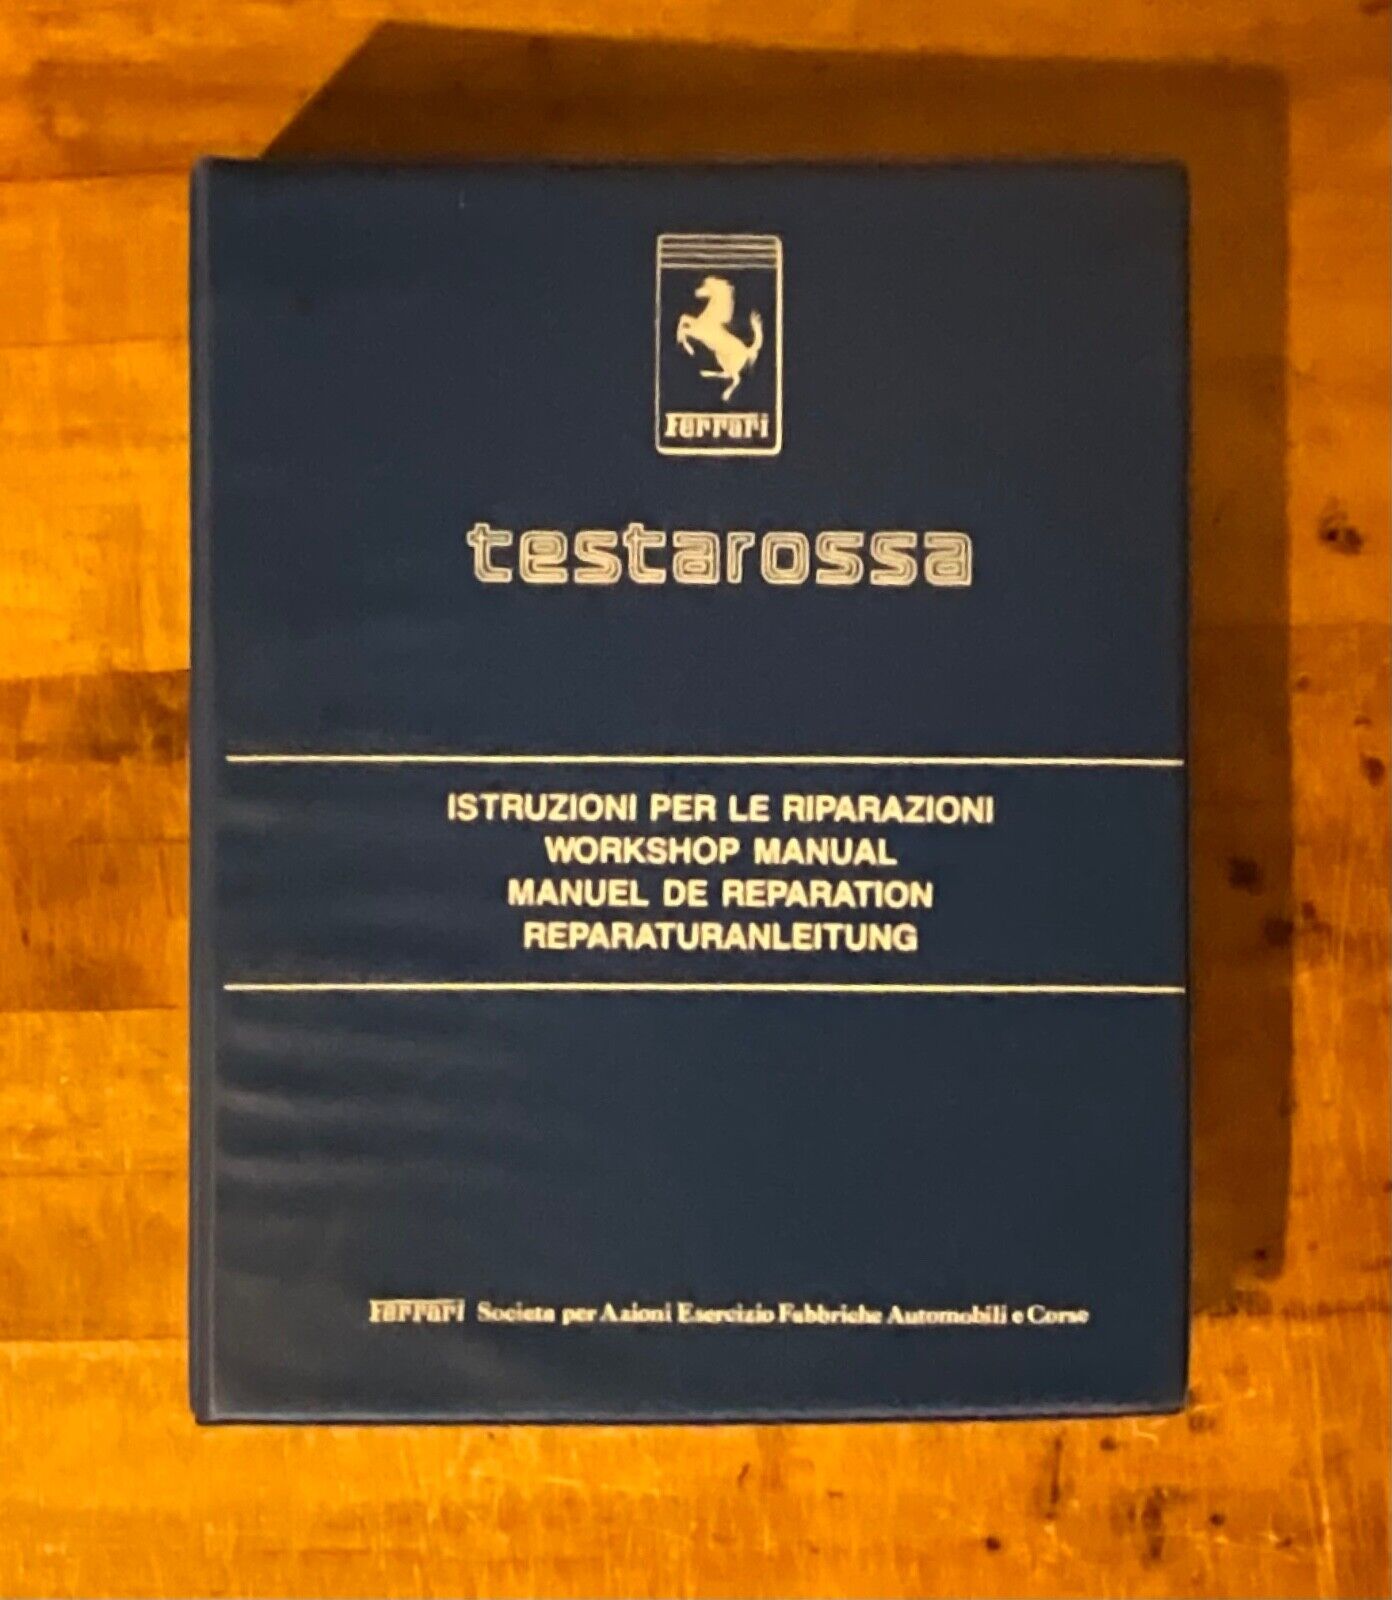 Ferrari
testarossa
ISTRUZIONI PER LE RIPARAZIONI
WORKSHOP MANUAL
MANUEL DE REPARATION
REPARATURANLEITUNG
Ferrari Societa per Azioni Esercizio Fabbriche Automobili e Corse